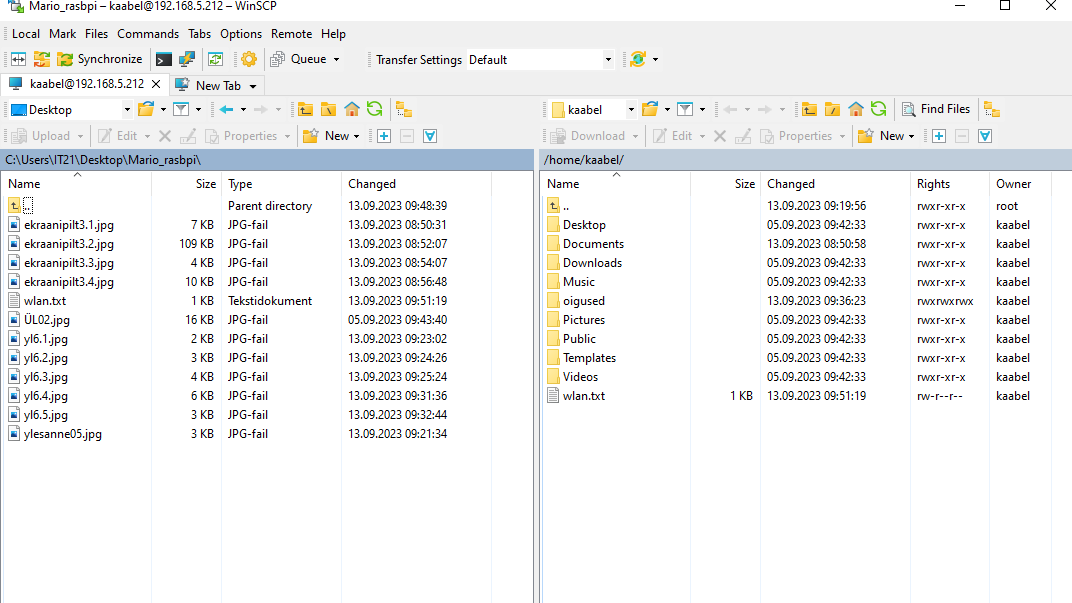 Mario_rasbpi – kaabel@192.168.5.212 – WinSCP
Local Mark Files Commands Tabs Options Remote Help
Synchronize Queue Transfer Settings Default
kaabel@192.168.5.212 New Tab
Desktop kaabel Find Files
Upload Edit Properties New Download Edit Properties New
C:\Users\IT21\Desktop\Mario_rasbpi\ /home/kaabel/
Name Size Type Changed Name Size Changed Rights Owner
.. Parent directory 13.09.2023 09:48:39 .. 13.09.2023 09:19:56 rwxr-xr-x root
ekraanipilt3.1.jpg 7 KB JPG-fail 13.09.2023 08:50:31 Desktop 05.09.2023 09:42:33 rwxr-xr-x kaabel
ekraanipilt3.2.jpg 109 KB JPG-fail 13.09.2023 08:52:07 Documents 13.09.2023 08:50:58 rwxr-xr-x kaabel
ekraanipilt3.3.jpg 4 KB JPG-fail 13.09.2023 08:54:07 Downloads 05.09.2023 09:42:33 rwxr-xr-x kaabel
ekraanipilt3.4.jpg 10 KB JPG-fail 13.09.2023 08:56:48 Music 05.09.2023 09:42:33 rwxr-xr-x kaabel
wlan.txt 1 KB Tekstidokument 13.09.2023 09:51:19 oigused 13.09.2023 09:36:23 rwxrwxrwx kaabel
ÜL02.jpg 16 KB JPG-fail 05.09.2023 09:43:40 Pictures 05.09.2023 09:42:33 rwxr-xr-x kaabel
yl6.1.jpg 2 KB JPG-fail 13.09.2023 09:23:02 Public 05.09.2023 09:42:33 rwxr-xr-x kaabel
yl6.2.jpg 3 KB JPG-fail 13.09.2023 09:24:26 Templates 05.09.2023 09:42:33 rwxr-xr-x kaabel
yl6.3.jpg 4 KB JPG-fail 13.09.2023 09:25:24 Videos 05.09.2023 09:42:33 rwxr-xr-x kaabel
yl6.4.jpg 6 KB JPG-fail 13.09.2023 09:31:36 wlan.txt 1 KB 13.09.2023 09:51:19 rw-r--r-- kaabel
yl6.5.jpg 3 KB JPG-fail 13.09.2023 09:32:44
ylesanne05.jpg 3 KB JPG-fail 13.09.2023 09:21:34